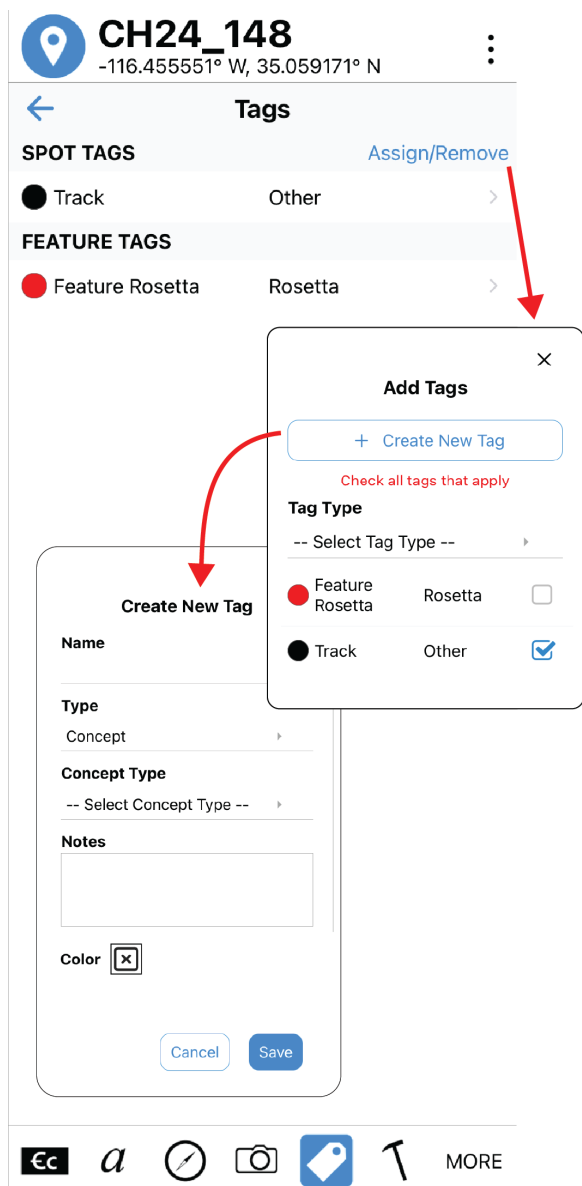 CH24_148
-116.455551° W, 35.059171° N
Tags
SPOT TAGS Assign/Remove
Track Other
FEATURE TAGS
Feature Rosetta Rosetta
Add Tags
+ Create New Tag
Check all tags that apply
Tag Type
-- Select Tag Type --
Feature
Rosetta Rosetta
Track Other
Create New Tag
Name
Type
Concept
Concept Type
-- Select Concept Type --
Notes
Color
Cancel Save
€c a MORE